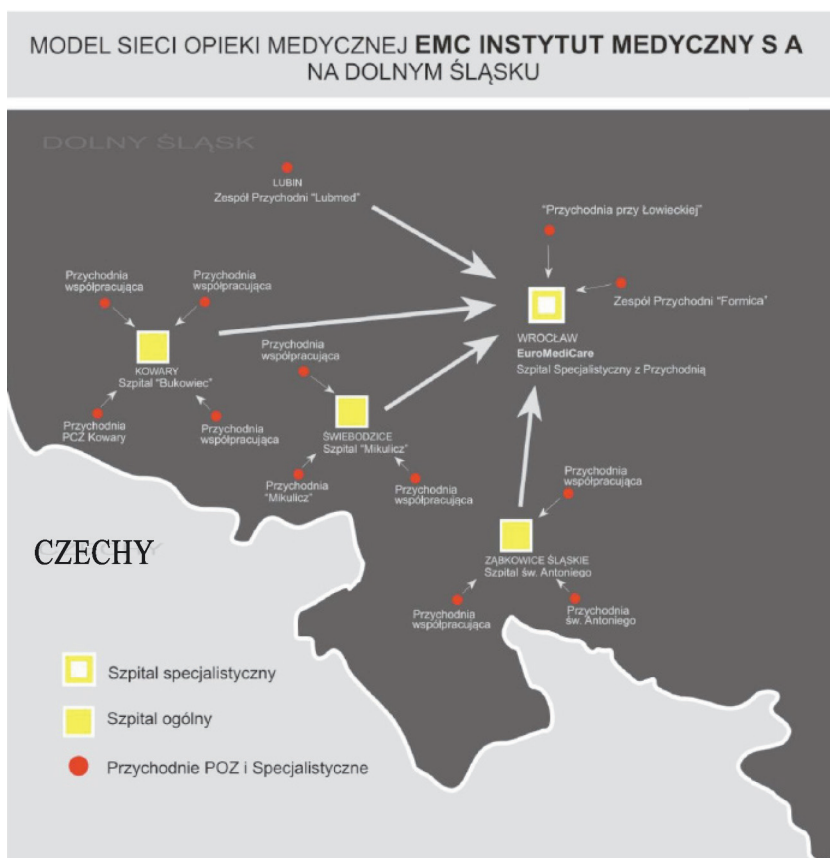 MODEL SIECI OPIEKI MEDYCZNEJ EMC INSTYTUT MEDYCZNY S A
NA DOLNYM ŚLĄSKU
DOLNY ŚLĄSK
LUBIN
Zespół Przychodni "Lubmed"
"Przychodnia przy Łowieckiej"
Zespół Przychodni "Formica"
WROCŁAW
EuroMediCare
Szpital Specjalistyczny z Przychodnią
Przychodnia
współpracująca
Przychodnia
współpracująca
KOWARY
Szpital "Bukowiec"
Przychodnia
PCZ Kowary
Przychodnia
współpracująca
Przychodnia
współpracująca
ŚWIEBODZICE
Szpital "Mikulicz"
Przychodnia
"Mikulicz"
Przychodnia
współpracująca
Przychodnia
współpracująca
ZĄBKOWICE ŚLĄSKIE
Szpital św. Antoniego
Przychodnia
współpracująca
Przychodnia
św. Antoniego
CZECHY
Szpital specjalistyczny
Szpital ogólny
Przychodnie POZ i Specjalistyczne